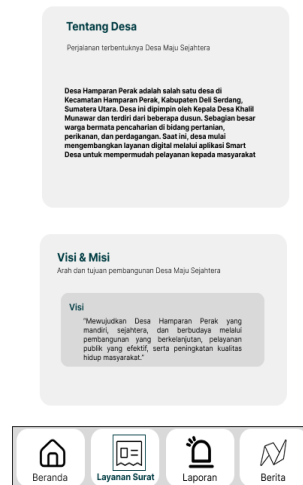 Tentang Desa
Perjalanan terbentuknya Desa Maju Sejahtera
Desa Hamparan Perak adalah salah satu desa di
Kecamatan Hamparan Perak, Kabupaten Deli Serdang,
Sumatera Utara. Desa ini dipimpin oleh Kepala Desa Khalil
Munawar dan terdiri dari beberapa dusun. Sebagian besar
warga bermata pencaharian di bidang pertanian,
perikanan, dan perdagangan. Saat ini, desa mulai
mengembangkan layanan digital melalui aplikasi Smart
Desa untuk mempermudah pelayanan kepada masyarakat
Visi & Misi
Arah dan tujuan pembangunan Desa Maju Sejahtera
Visi
"Mewujudkan Desa Hamparan Perak yang
mandiri, sejahtera, dan berbudaya melalui
pembangunan yang berkelanjutan, pelayanan
publik yang efektif, serta peningkatan kualitas
hidup masyarakat."
Beranda
Layanan Surat
Laporan
Berita